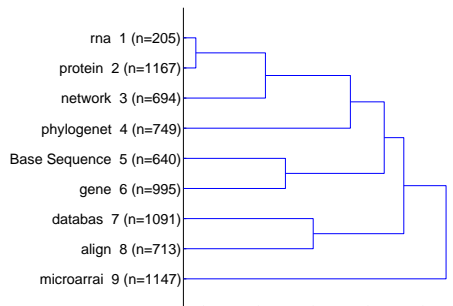 rna 1 (n=205)
protein 2 (n=1167)
network 3 (n=694)
phylogenet 4 (n=749)
Base Sequence 5 (n=640)
gene 6 (n=995)
databas 7 (n=1091)
align 8 (n=713)
microarrai 9 (n=1147)